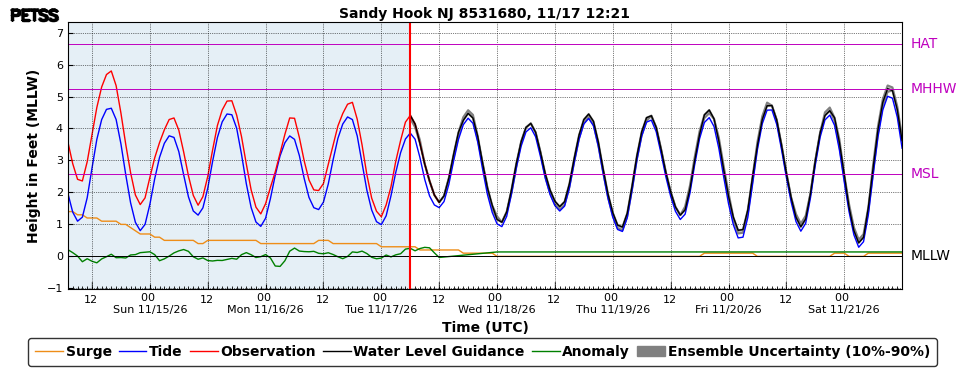 PETSS
Sandy Hook NJ 8531680, 11/17 12:21
Height in Feet (MLLW)
7
6
5
4
3
2
1
0
−1
HAT
MHHW
MSL
MLLW
12 00 12 00 12 00 12 00 12 00 12 00 12 00
Sun 11/15/26 Mon 11/16/26 Tue 11/17/26 Wed 11/18/26 Thu 11/19/26 Fri 11/20/26 Sat 11/21/26
Time (UTC)
Surge Tide Observation Water Level Guidance Anomaly Ensemble Uncertainty (10%-90%)